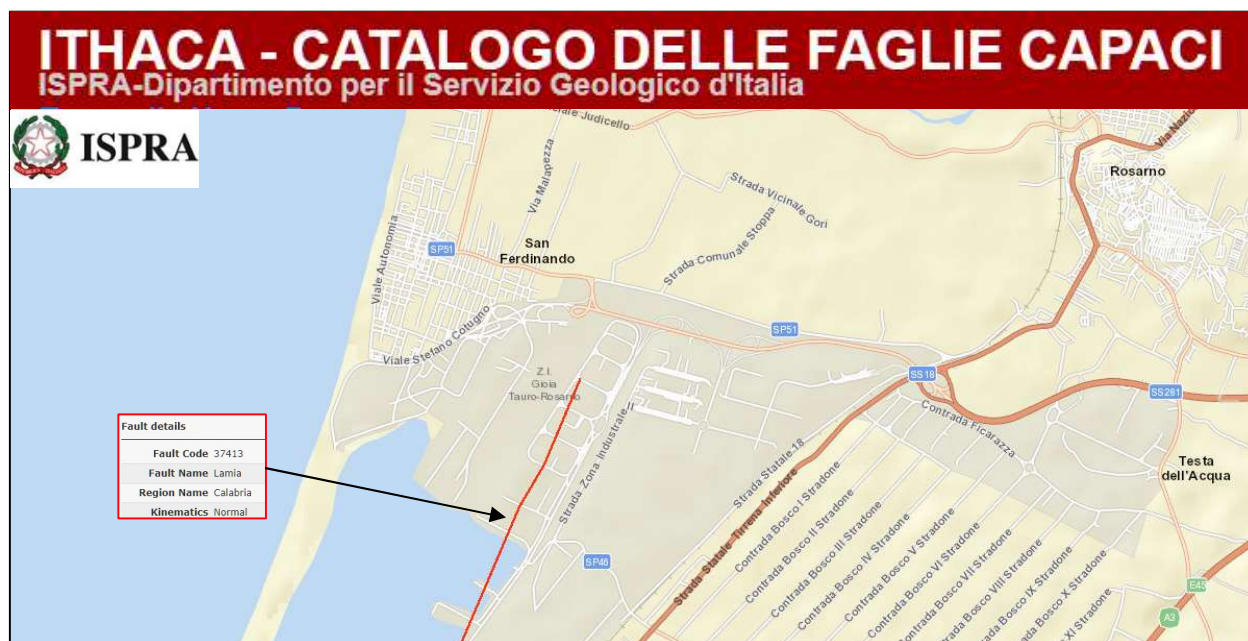 ITHACA - CATALOGO DELLE FAGLIE CAPACI
ISPRA-Dipartimento per il Servizio Geologico d'Italia
ISPRA
Judicello
Via Malapezza
Strada Vicinale Gori
Strada Comunale Stoppa
Via Nazio
Rosarno
Viale Autonomia
SP51
San
Ferdinando
SP51
Viale Stefano Cotugno
Z.I.
Gioia
Tauro-Rosarno
SS18
SS281
Contrada Ficarazza
Strada Zona Industriale II
Strada Statale 18
Strada Statale Tirrena Inferiore
Testa
dell'Acqua
Fault details
Fault Code 37413
Fault Name Lamia
Region Name Calabria
Kinematics Normal
SP46
Contrada Bosco I Stradone
Contrada Bosco II Stradone
Contrada Bosco III Stradone
Contrada Bosco IV Stradone
Contrada Bosco V Stradone
Contrada Bosco VI Stradone
Contrada Bosco VII Stradone
Contrada Bosco VIII Stradone
Contrada Bosco IX Stradone
Contrada Bosco X Stradone
XI Stradone
E45
A3